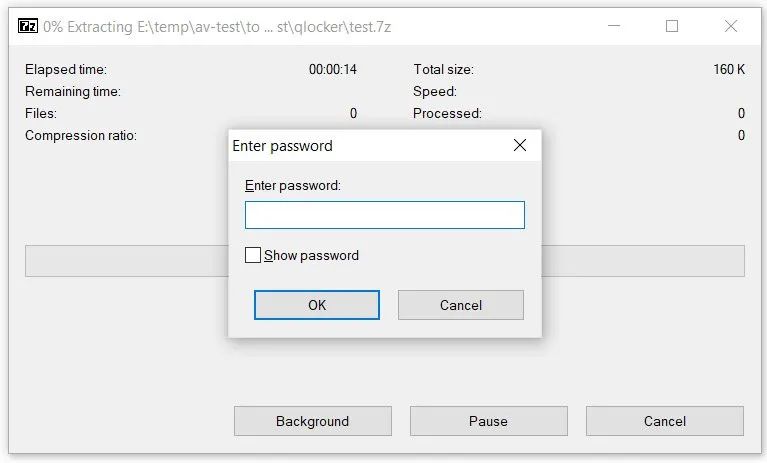 7z 0% Extracting E:\temp\av-test\to ... st\qlocker\test.7z
Elapsed time: 00:00:14 Total size: 160 K
Remaining time: Speed:
Files: 0 Processed: 0
Compression ratio: 0
Enter password
Enter password:
Show password
OK Cancel
Background Pause Cancel